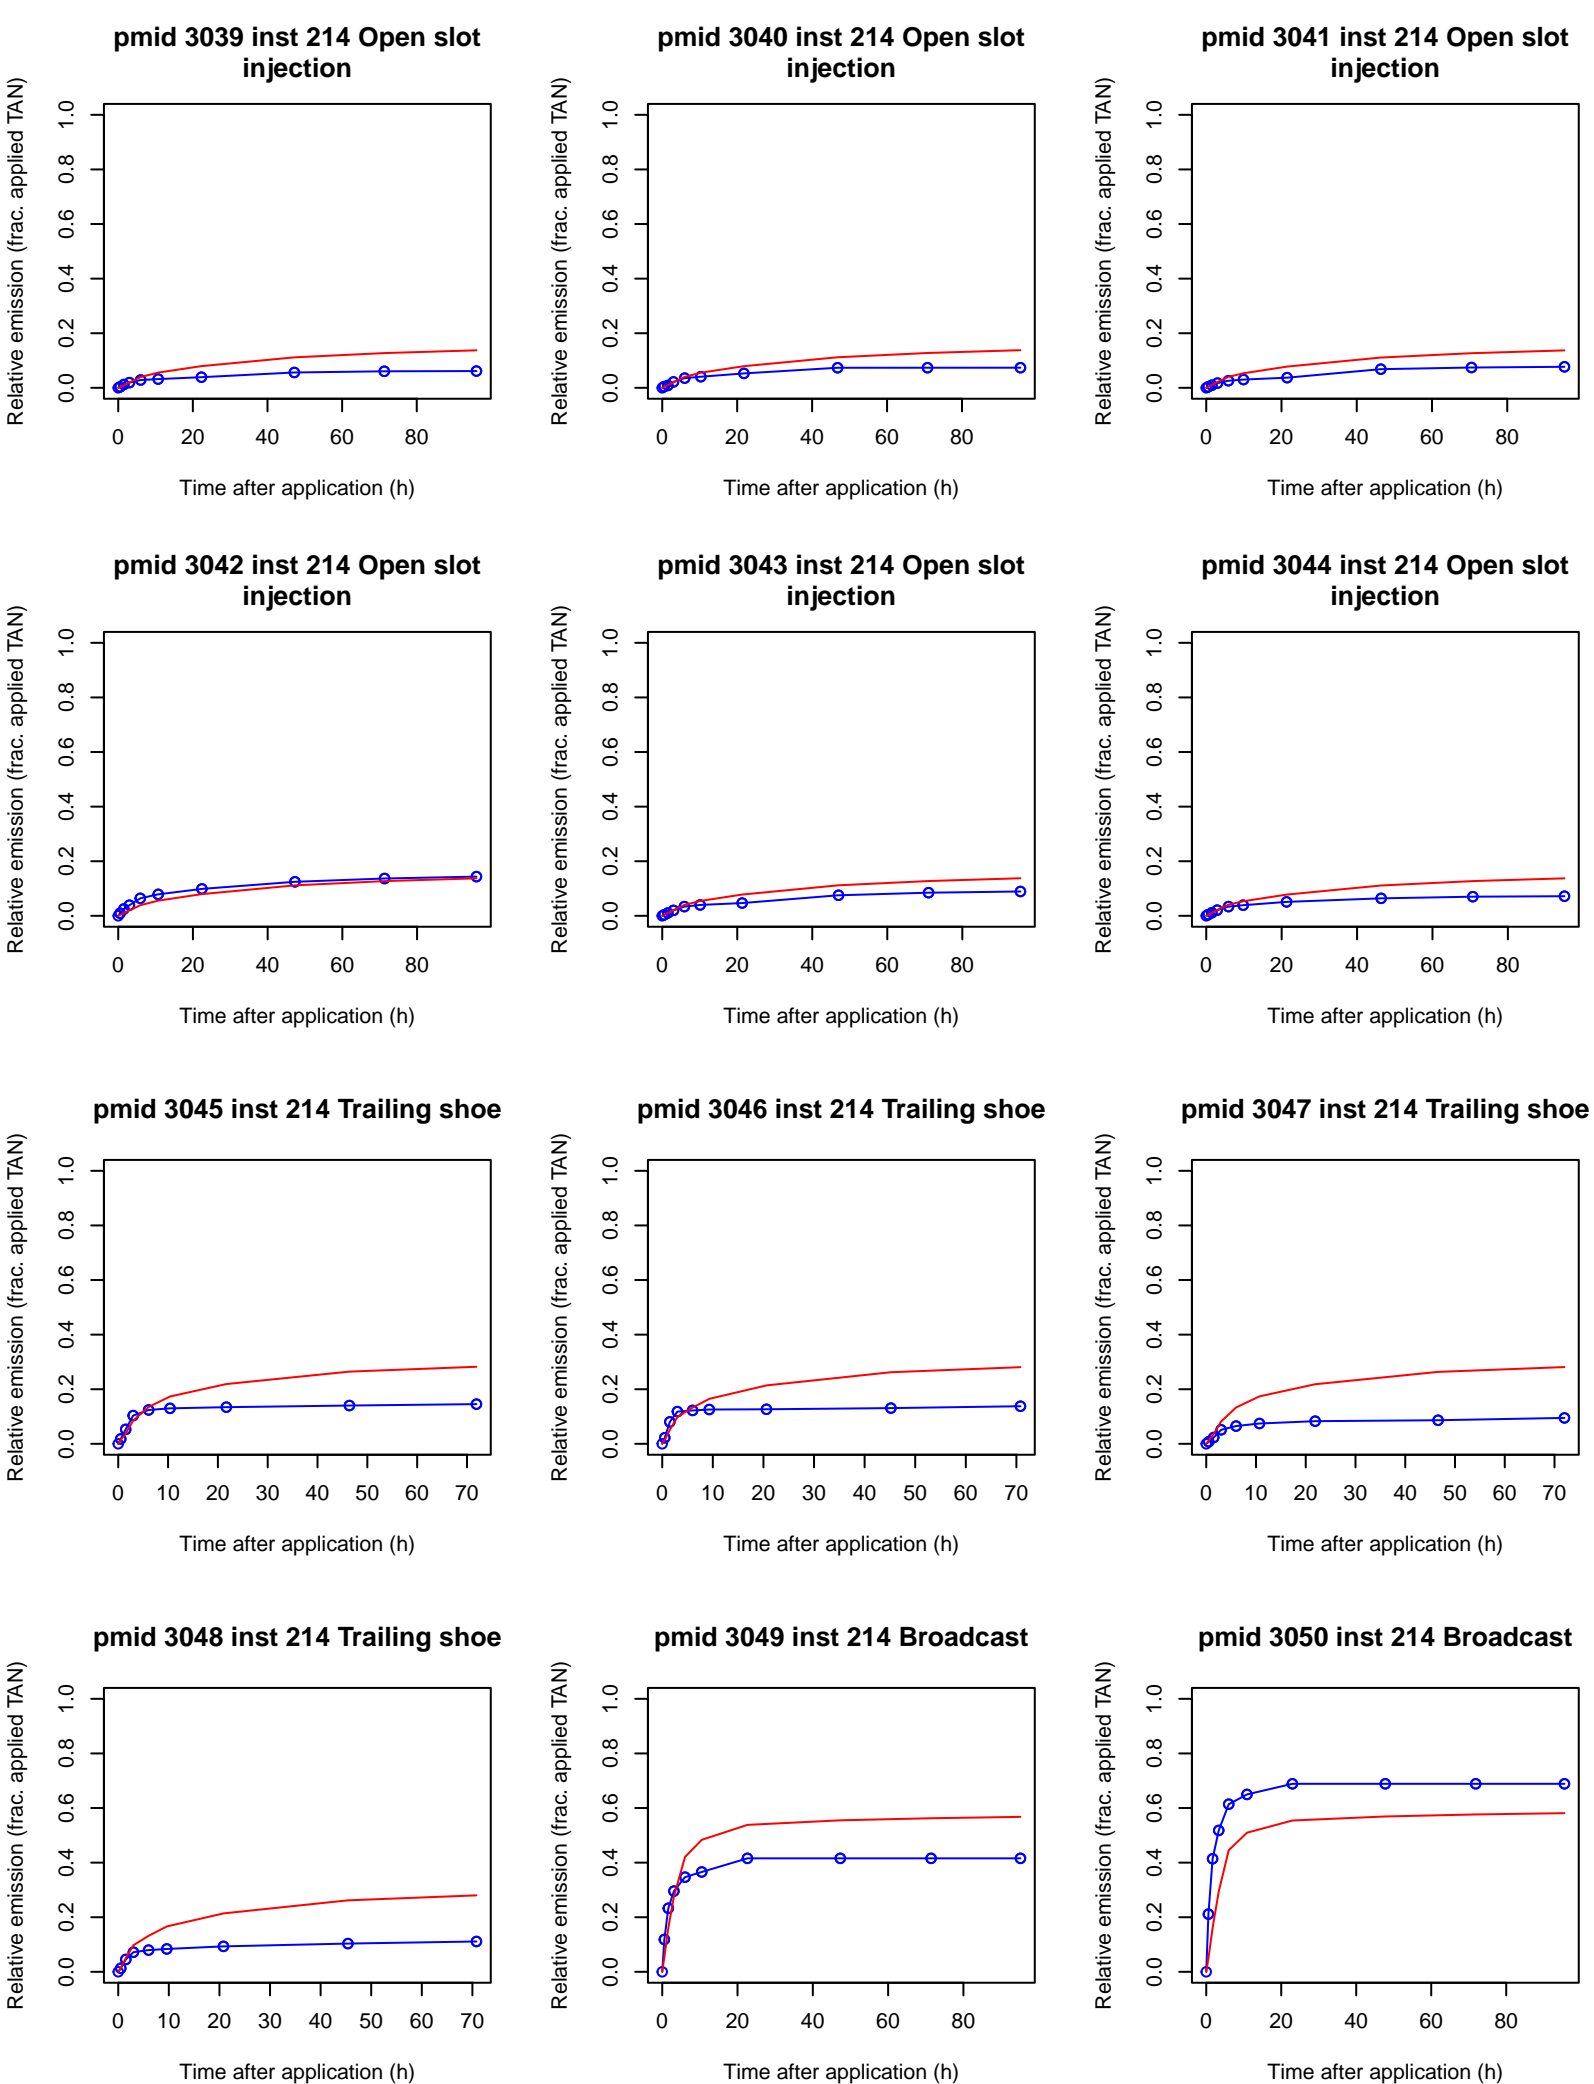 pmid 3039 inst 214 Open slot
injection
Relative emission (frac. applied TAN)
0.0 0.2 0.4 0.6 0.8 1.0
0 20 40 60 80
Time after application (h)
pmid 3040 inst 214 Open slot
injection
Relative emission (frac. applied TAN)
0.0 0.2 0.4 0.6 0.8 1.0
0 20 40 60 80
Time after application (h)
pmid 3041 inst 214 Open slot
injection
Relative emission (frac. applied TAN)
0.0 0.2 0.4 0.6 0.8 1.0
0 20 40 60 80
Time after application (h)
pmid 3042 inst 214 Open slot
injection
Relative emission (frac. applied TAN)
0.0 0.2 0.4 0.6 0.8 1.0
0 20 40 60 80
Time after application (h)
pmid 3043 inst 214 Open slot
injection
Relative emission (frac. applied TAN)
0.0 0.2 0.4 0.6 0.8 1.0
0 20 40 60 80
Time after application (h)
pmid 3044 inst 214 Open slot
injection
Relative emission (frac. applied TAN)
0.0 0.2 0.4 0.6 0.8 1.0
0 20 40 60 80
Time after application (h)
pmid 3045 inst 214 Trailing shoe
Relative emission (frac. applied TAN)
0.0 0.2 0.4 0.6 0.8 1.0
0 10 20 30 40 50 60 70
Time after application (h)
pmid 3046 inst 214 Trailing shoe
Relative emission (frac. applied TAN)
0.0 0.2 0.4 0.6 0.8 1.0
0 10 20 30 40 50 60 70
Time after application (h)
pmid 3047 inst 214 Trailing shoe
Relative emission (frac. applied TAN)
0.0 0.2 0.4 0.6 0.8 1.0
0 10 20 30 40 50 60 70
Time after application (h)
pmid 3048 inst 214 Trailing shoe
Relative emission (frac. applied TAN)
0.0 0.2 0.4 0.6 0.8 1.0
0 10 20 30 40 50 60 70
Time after application (h)
pmid 3049 inst 214 Broadcast
Relative emission (frac. applied TAN)
0.0 0.2 0.4 0.6 0.8 1.0
0 20 40 60 80
Time after application (h)
pmid 3050 inst 214 Broadcast
Relative emission (frac. applied TAN)
0.0 0.2 0.4 0.6 0.8 1.0
0 20 40 60 80
Time after application (h)